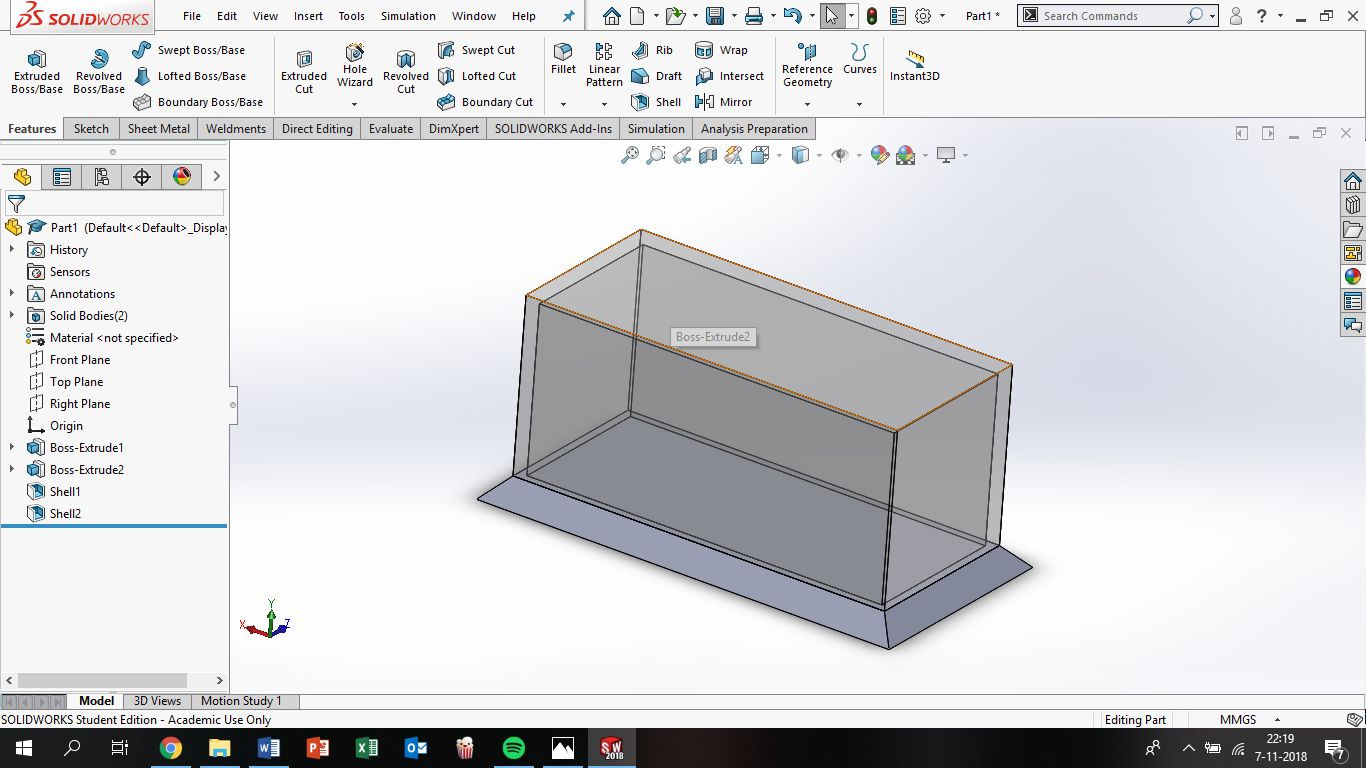 SOLIDWORKS File Edit View Insert Tools Simulation Window Help Part1 * Search Commands ?
Extruded Boss/Base
Revolved Boss/Base
Swept Boss/Base
Lofted Boss/Base
Boundary Boss/Base
Extruded Cut
Hole Wizard
Revolved Cut
Swept Cut
Lofted Cut
Boundary Cut
Fillet
Linear Pattern
Rib
Draft
Shell
Wrap
Intersect
Mirror
Reference Geometry
Curves
Instant3D
Features Sketch Sheet Metal Weldments Direct Editing Evaluate DimXpert SOLIDWORKS Add-Ins Simulation Analysis Preparation
Part1 (Default<<Default>_Display
History
Sensors
A Annotations
Solid Bodies(2)
Material <not specified>
Front Plane
Top Plane
Right Plane
Origin
Boss-Extrude1
Boss-Extrude2
Shell1
Shell2
Boss-Extrude2
Y
X Z
Model 3D Views Motion Study 1
SOLIDWORKS Student Edition - Academic Use Only Editing Part MMGS
SW 2018
22:19
7-11-2018
7